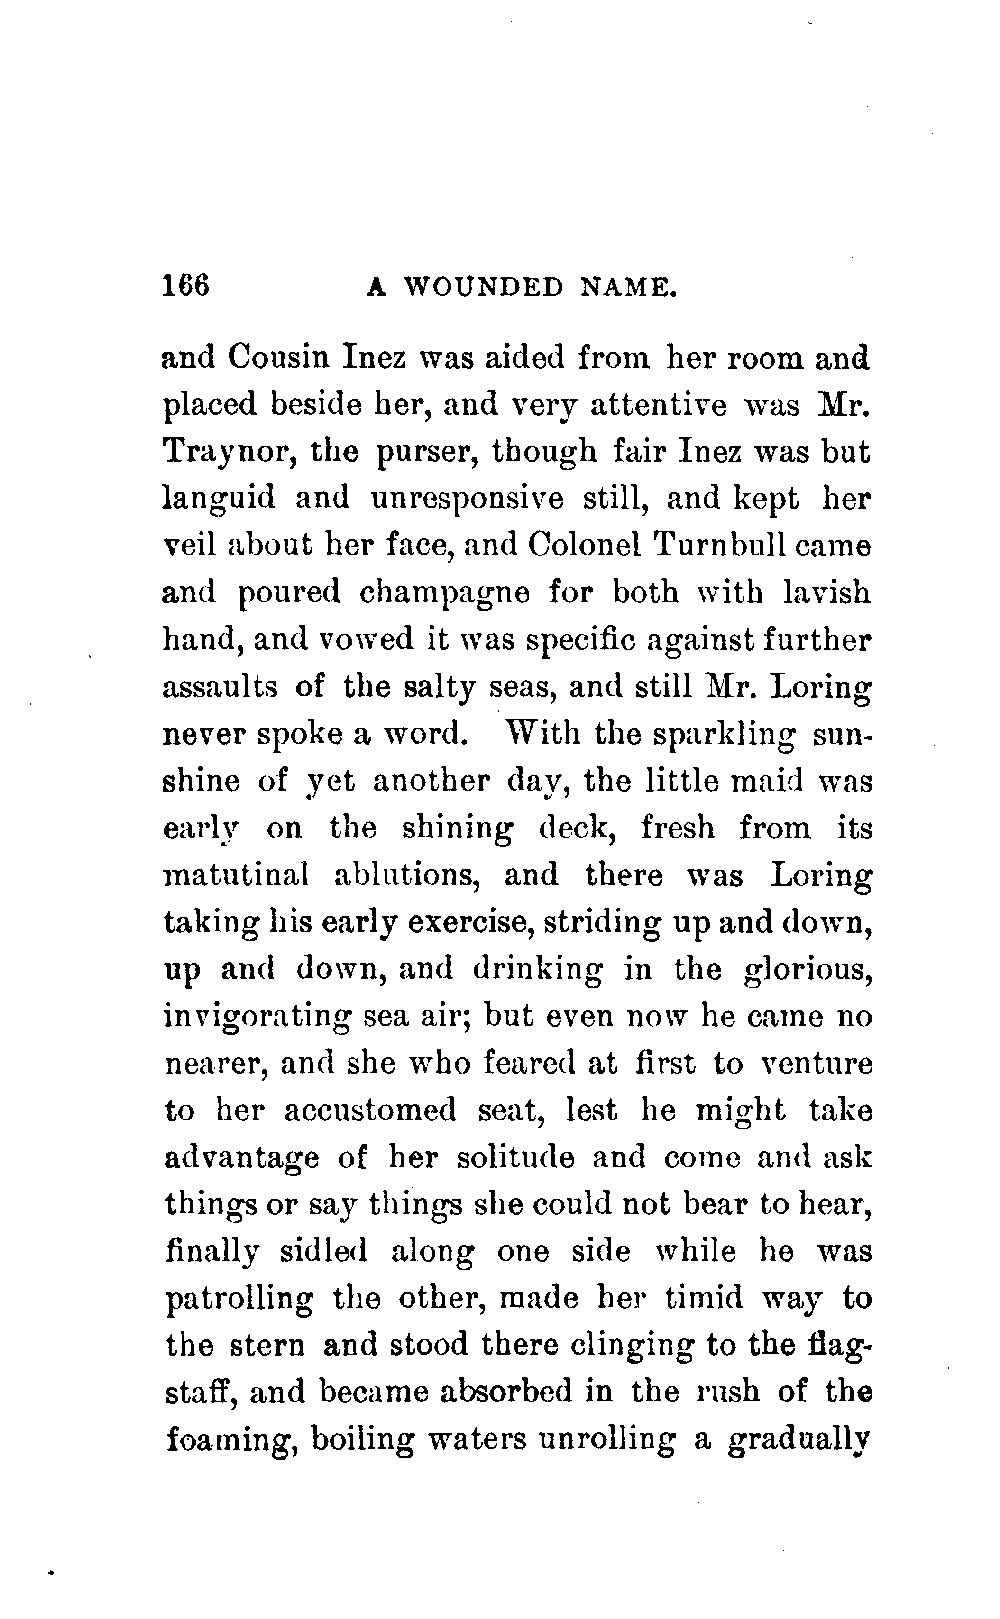 166 A WOUNDED NAME.
and Cousin Inez was aided from her room and
placed beside her, and very attentive was Mr.
Traynor, the purser, though fair Inez was but
languid and unresponsive still, and kept her
veil about her face, and Colonel Turnbull came
and poured champagne for both with lavish
hand, and vowed it was specific against further
assaults of the salty seas, and still Mr. Loring
never spoke a word. With the sparkling sun-
shine of yet another day, the little maid was
early on the shining deck, fresh from its
matutinal ablutions, and there was Loring
taking his early exercise, striding up and down,
up and down, and drinking in the glorious,
invigorating sea air; but even now he came no
nearer, and she who feared at first to venture
to her accustomed seat, lest he might take
advantage of her solitude and come and ask
things or say things she could not bear to hear,
finally sidled along one side while he was
patrolling the other, made her timid way to
the stern and stood there clinging to the flag-
staff, and became absorbed in the rush of the
foaming, boiling waters unrolling a gradually